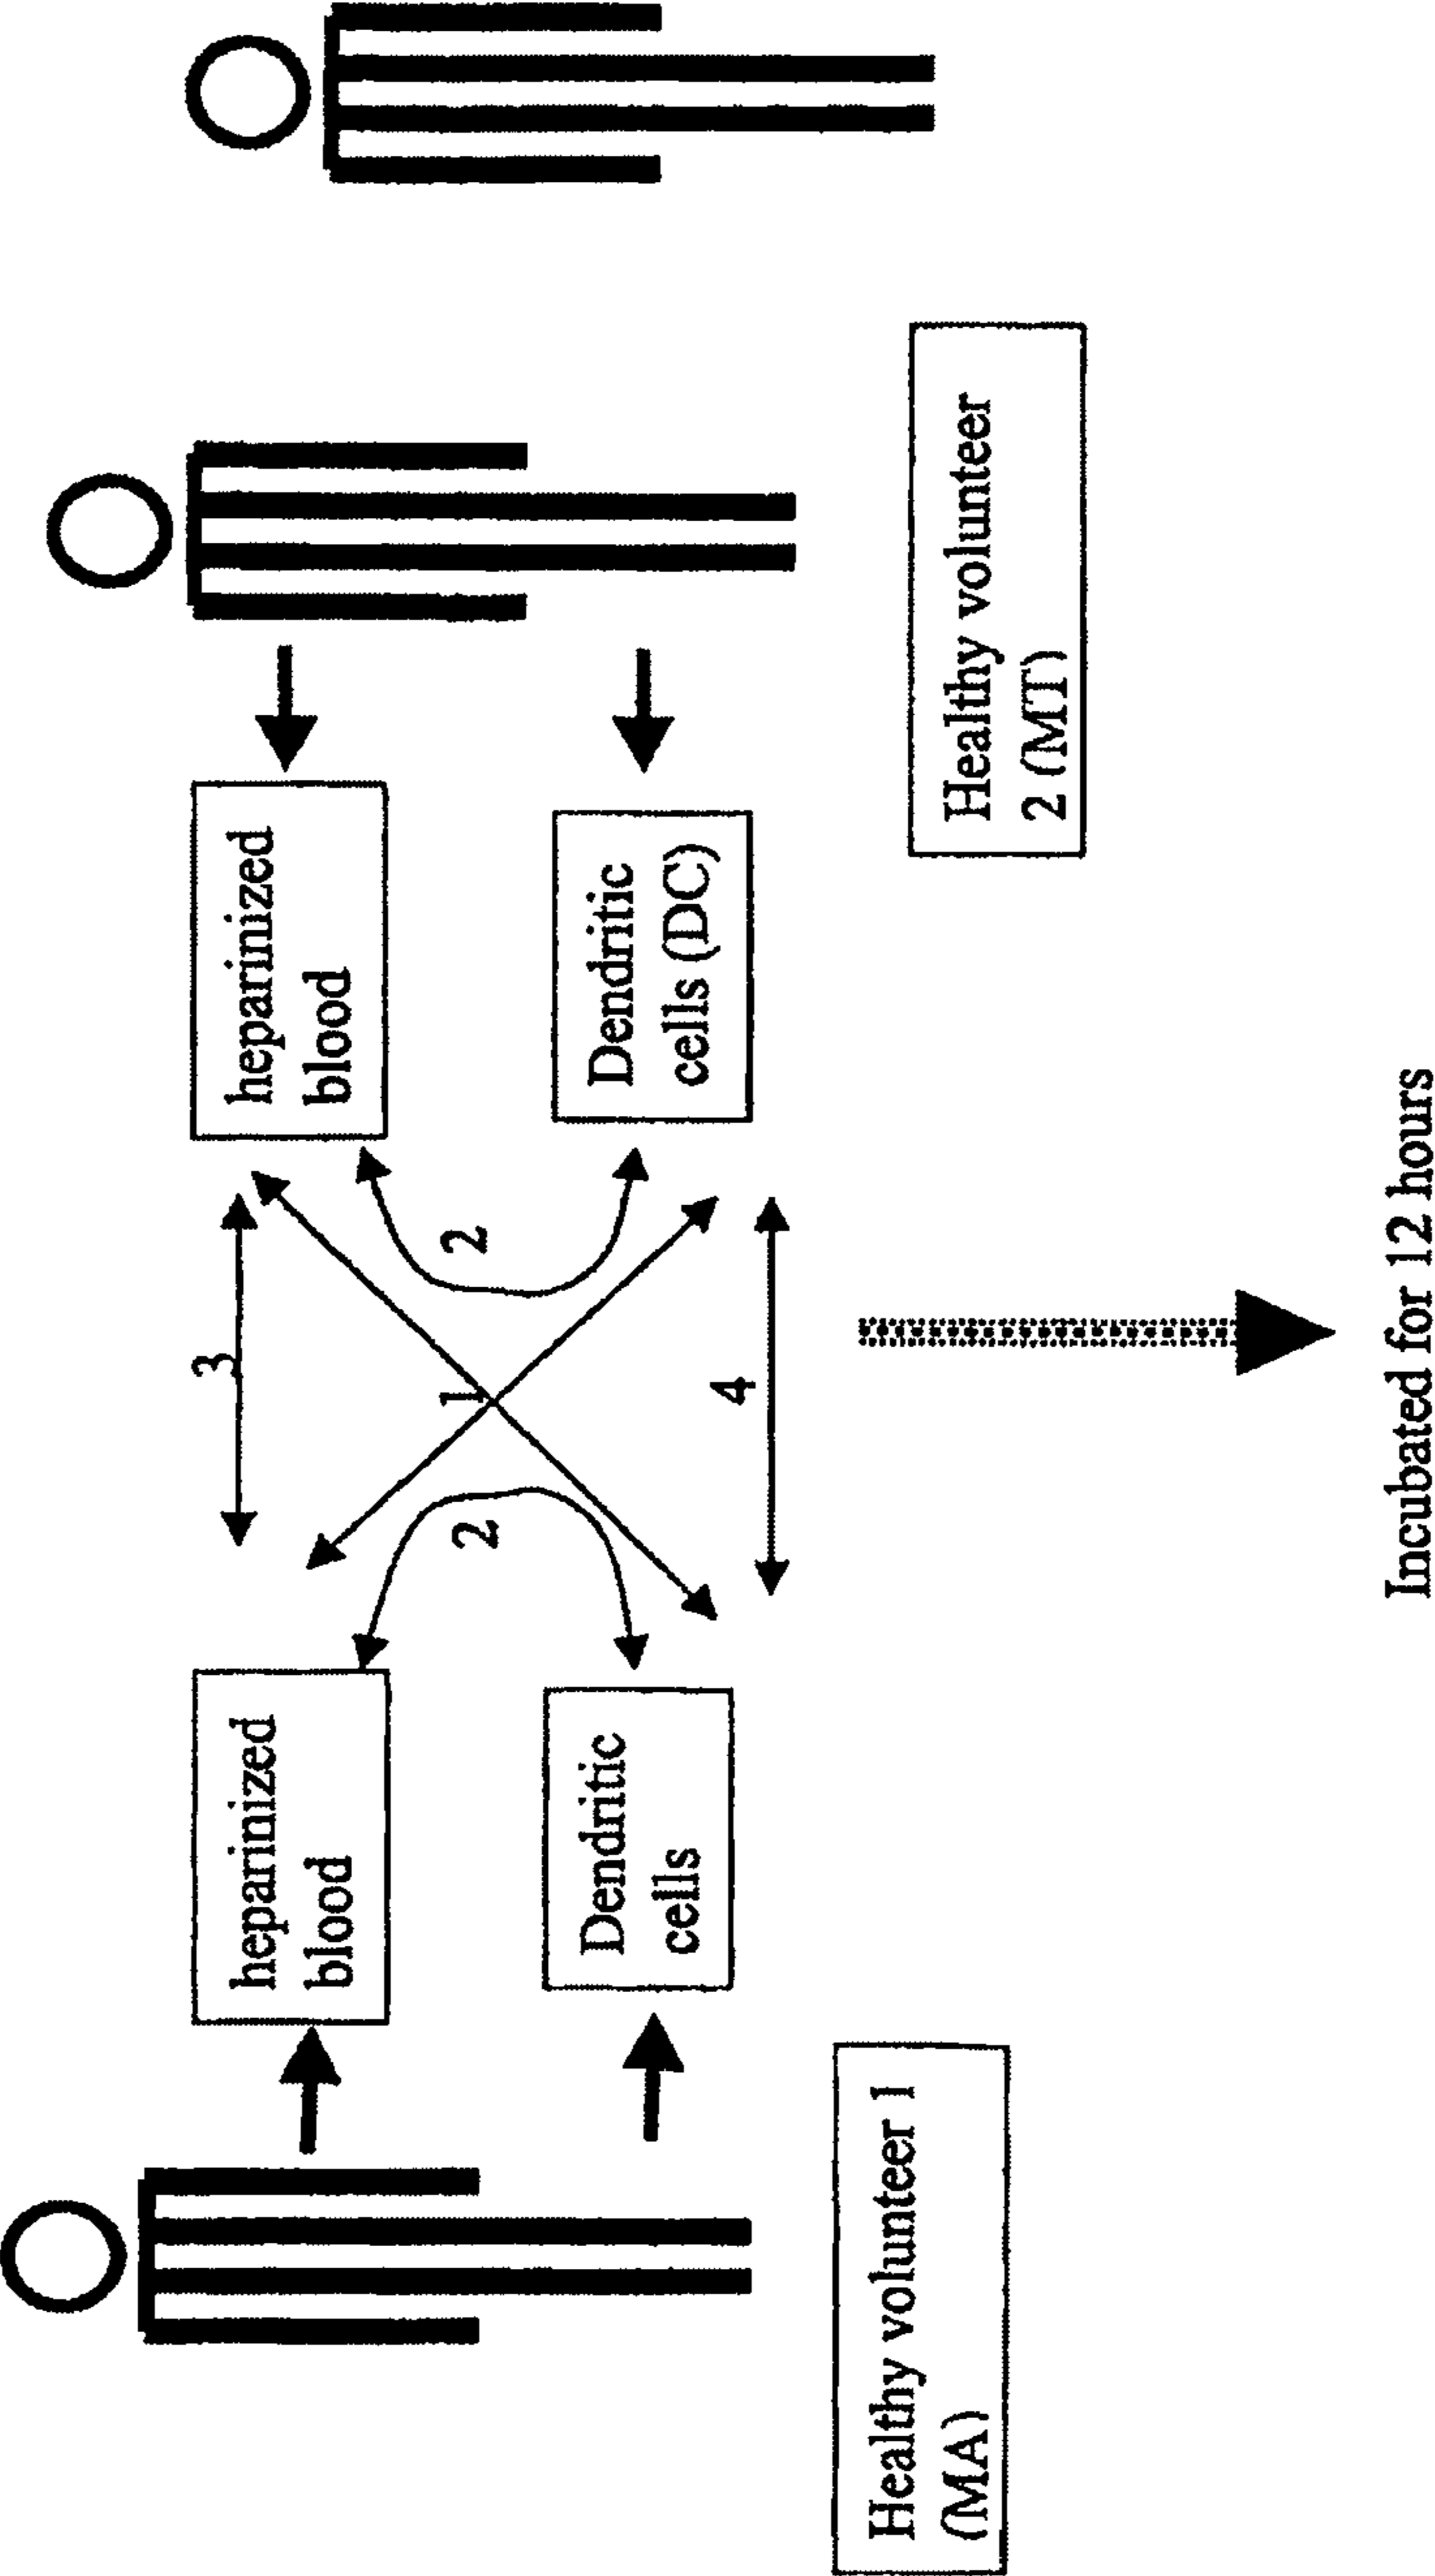 heparinized
blood
Dendritic
cells
Healthy volunteer 1
(MA)
3
2
1
2
4
heparinized
blood
Dendritic
cells (DC)
Healthy volunteer
2 (MT)
Incubated for 12 hours